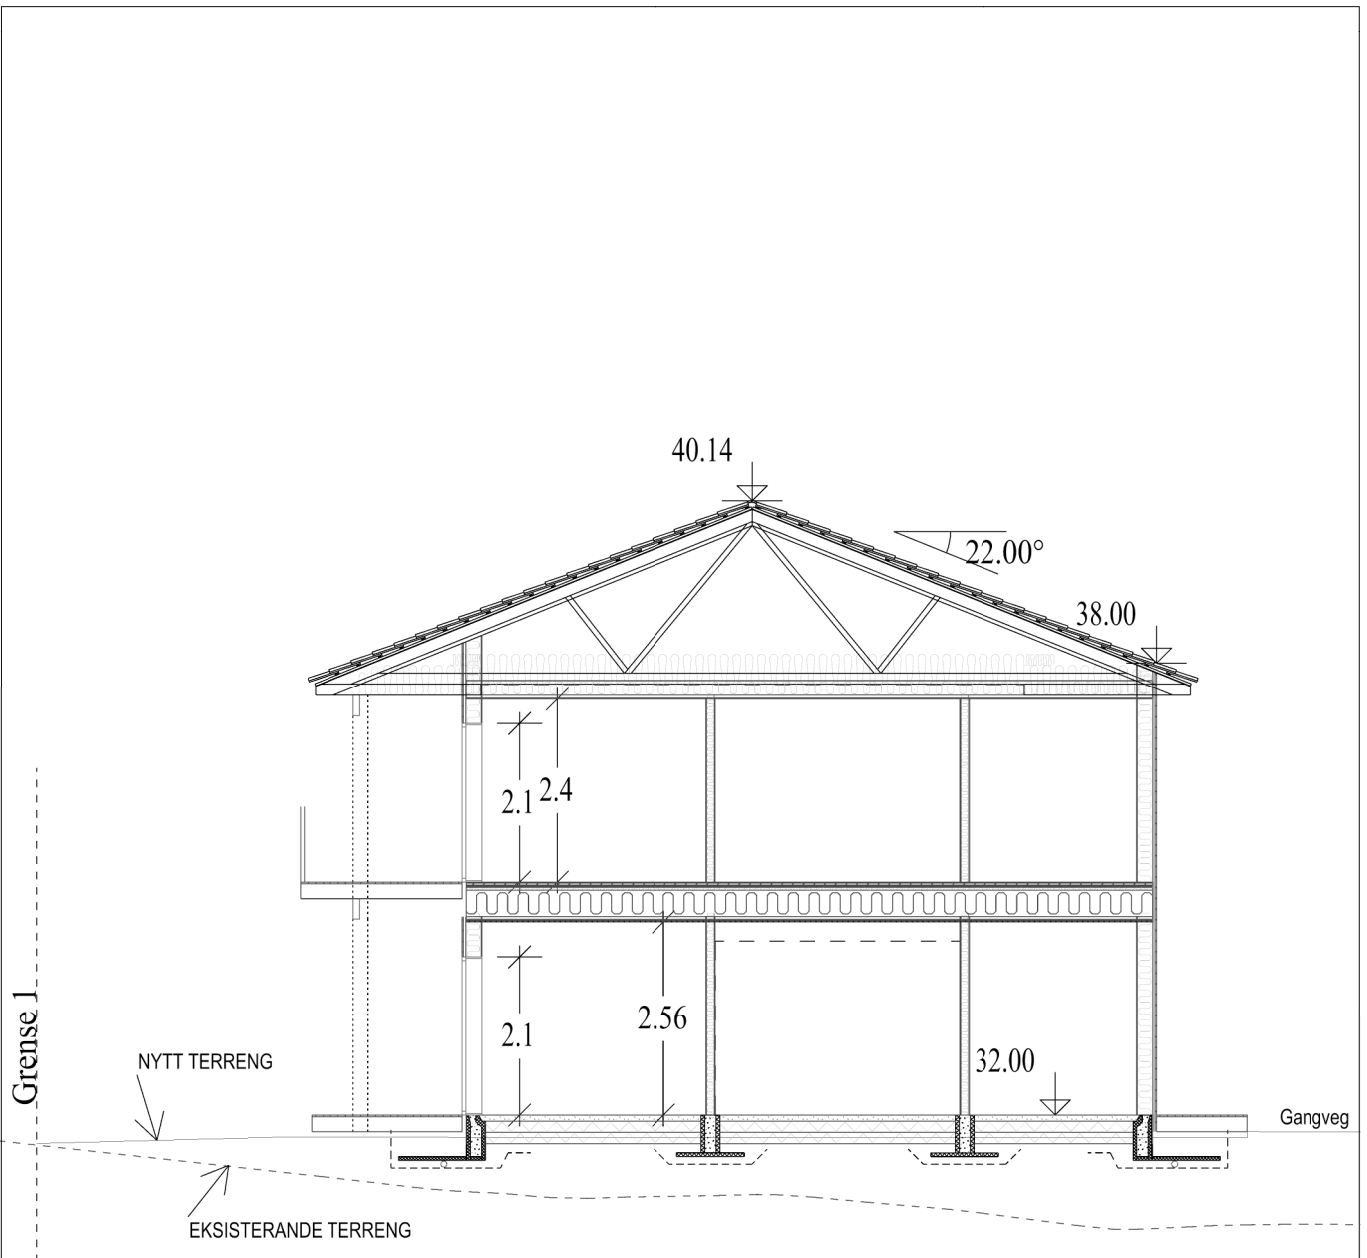 40.14
22.00°
38.00
2.1
2.4
2.56
2.1
32.00
Grense 1
NYTT TERRENG
Gangveg
EKSISTERANDE TERRENG